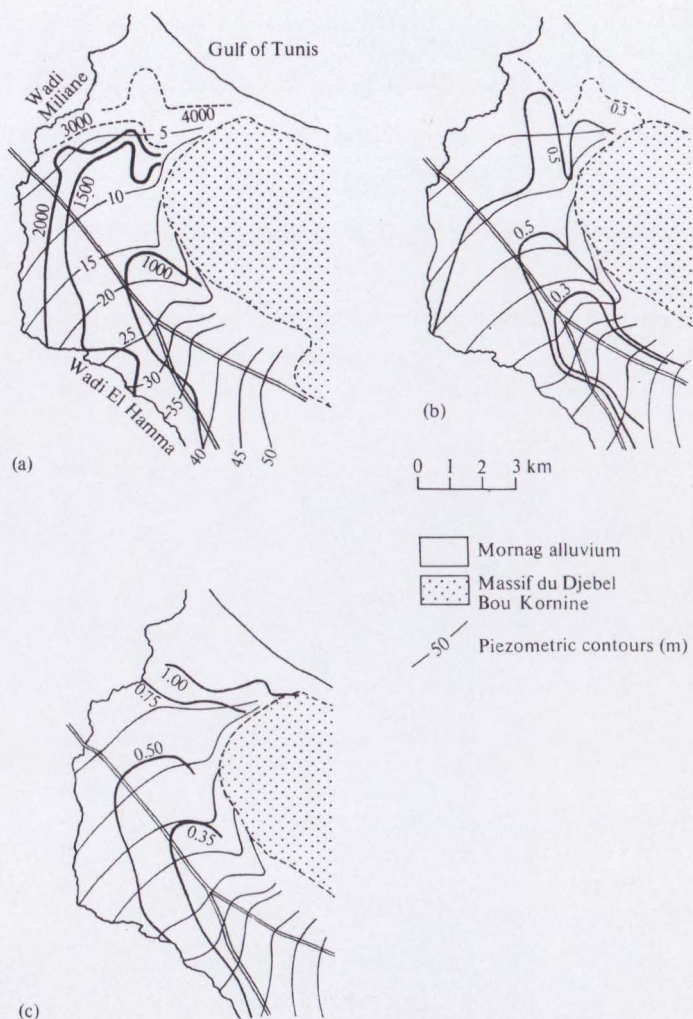 Gulf of Tunis
Wadi
Miliane
3000
4000
5
2000
1500
10
15
1000
20
25
Wadi El Hamma
30
35
40
45
50
(a)
0.3
0.5
0.5
0.3
(b)
0 1 2 3 km
Mornag alluvium
Massif du Djebel
Bou Kornine
50 Piezometric contours (m)
1.00
0.75
0.50
0.35
(c)